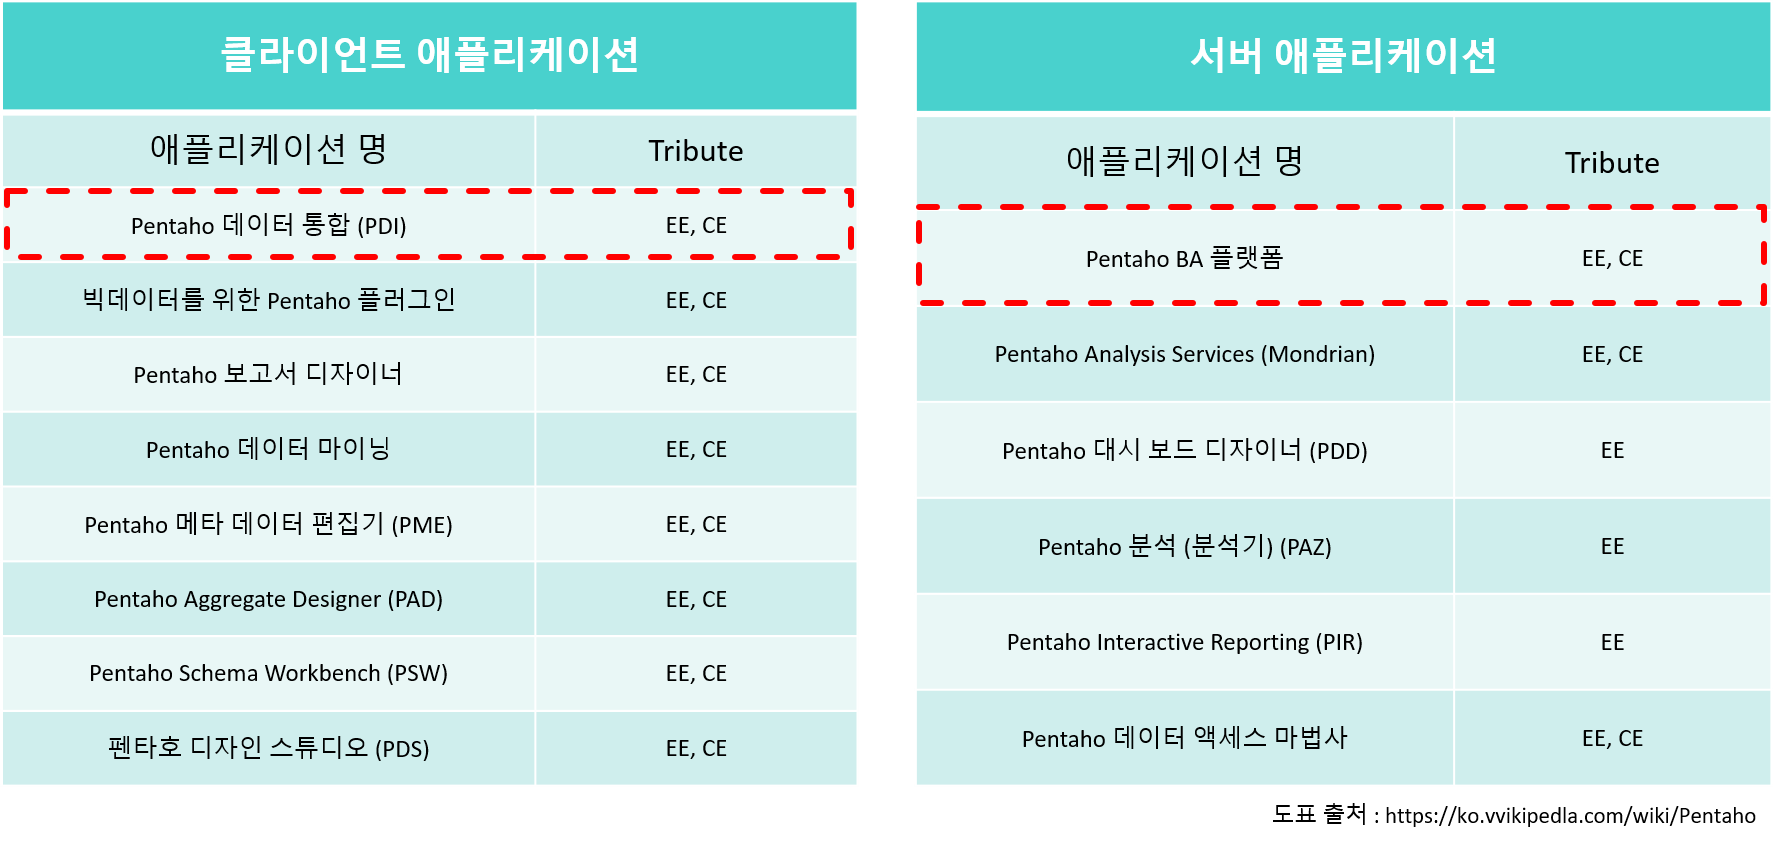 클라이언트 애플리케이션
애플리케이션 명 Tribute
Pentaho 데이터 통합 (PDI) EE, CE
빅데이터를 위한 Pentaho 플러그인 EE, CE
Pentaho 보고서 디자이너 EE, CE
Pentaho 데이터 마이닝 EE, CE
Pentaho 메타 데이터 편집기 (PME) EE, CE
Pentaho Aggregate Designer (PAD) EE, CE
Pentaho Schema Workbench (PSW) EE, CE
펜타호 디자인 스튜디오 (PDS) EE, CE
서버 애플리케이션
애플리케이션 명 Tribute
Pentaho BA 플랫폼 EE, CE
Pentaho Analysis Services (Mondrian) EE, CE
Pentaho 대시 보드 디자이너 (PDD) EE
Pentaho 분석 (분석기) (PAZ) EE
Pentaho Interactive Reporting (PIR) EE
Pentaho 데이터 액세스 마법사 EE, CE
도표 출처 : https://ko.vvikipedla.com/wiki/Pentaho